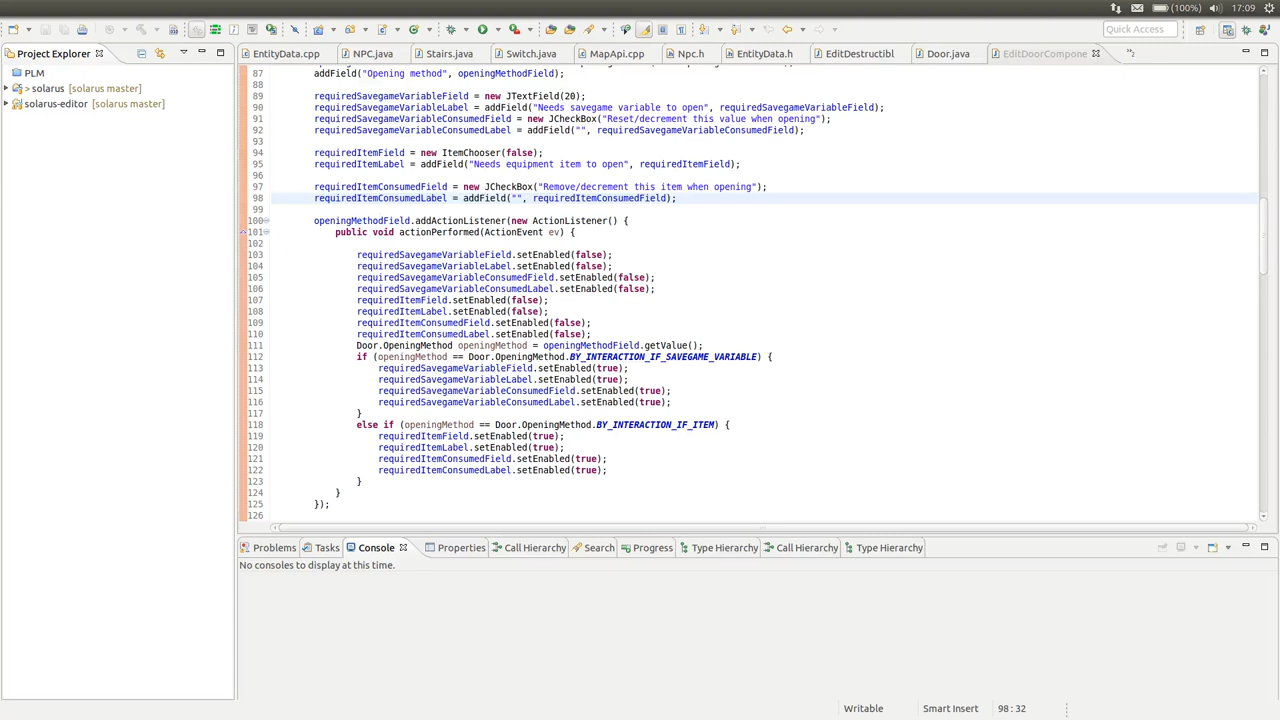 (100%) 17:09
Quick Access
Project Explorer
EntityData.cpp NPC.java Stairs.java Switch.java MapApi.cpp Npc.h EntityData.h EditDestructibl Door.java EditDoorCompone
PLM
> solarus [solarus master]
solarus-editor [solarus master]
87 addField("Opening method", openingMethodField);
88
89 requiredSavegameVariableField = new JTextField(20);
90 requiredSavegameVariableLabel = addField("Needs savegame variable to open", requiredSavegameVariableField);
91 requiredSavegameVariableConsumedField = new JCheckBox("Reset/decrement this value when opening");
92 requiredSavegameVariableConsumedLabel = addField("", requiredSavegameVariableConsumedField);
93
94 requiredItemField = new ItemChooser(false);
95 requiredItemLabel = addField("Needs equipment item to open", requiredItemField);
96
97 requiredItemConsumedField = new JCheckBox("Remove/decrement this item when opening");
98 requiredItemConsumedLabel = addField("", requiredItemConsumedField);
99
100 openingMethodField.addActionListener(new ActionListener() {
101 public void actionPerformed(ActionEvent ev) {
102
103 requiredSavegameVariableField.setEnabled(false);
104 requiredSavegameVariableLabel.setEnabled(false);
105 requiredSavegameVariableConsumedField.setEnabled(false);
106 requiredSavegameVariableConsumedLabel.setEnabled(false);
107 requiredItemField.setEnabled(false);
108 requiredItemLabel.setEnabled(false);
109 requiredItemConsumedField.setEnabled(false);
110 requiredItemConsumedLabel.setEnabled(false);
111 Door.OpeningMethod openingMethod = openingMethodField.getValue();
112 if (openingMethod == Door.OpeningMethod.BY_INTERACTION_IF_SAVEGAME_VARIABLE) {
113 requiredSavegameVariableField.setEnabled(true);
114 requiredSavegameVariableLabel.setEnabled(true);
115 requiredSavegameVariableConsumedField.setEnabled(true);
116 requiredSavegameVariableConsumedLabel.setEnabled(true);
117 }
118 else if (openingMethod == Door.OpeningMethod.BY_INTERACTION_IF_ITEM) {
119 requiredItemField.setEnabled(true);
120 requiredItemLabel.setEnabled(true);
121 requiredItemConsumedField.setEnabled(true);
122 requiredItemConsumedLabel.setEnabled(true);
123 }
124 }
125 });
126
Problems Tasks Console Properties Call Hierarchy Search Progress Type Hierarchy Call Hierarchy Type Hierarchy
No consoles to display at this time.
Writable Smart Insert 98 : 32